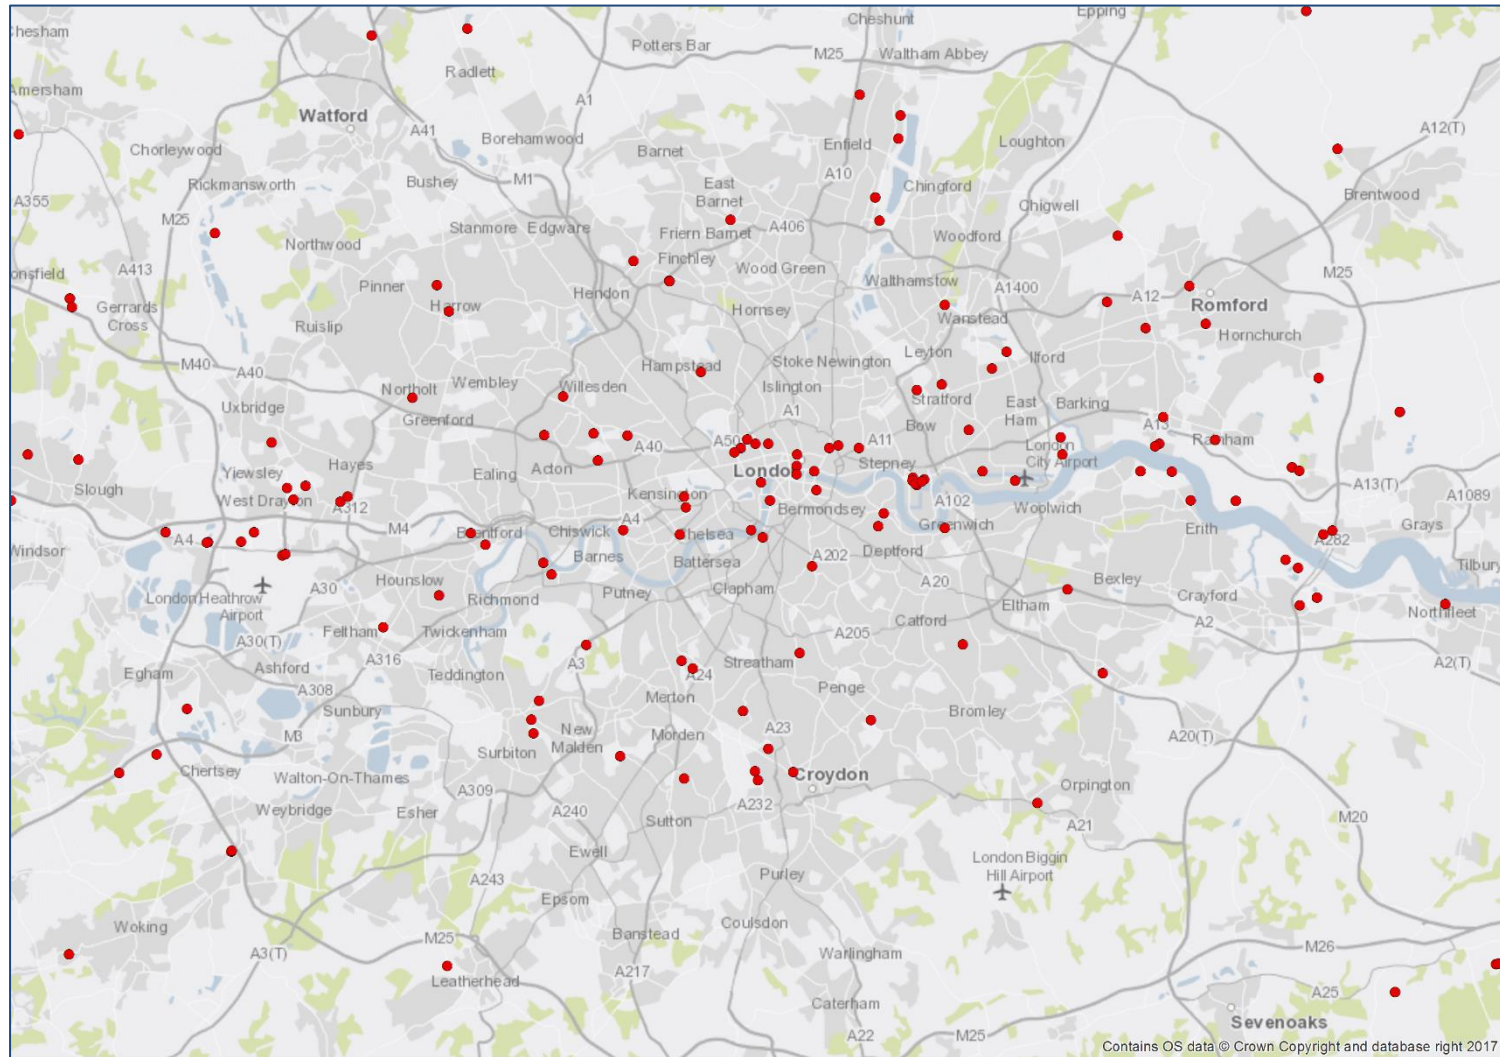 Cheshunt
Epping
Chesham
Potters Bar
M25
Waltham Abbey
Radlett
Amersham
A1
Watford
A41
Borehamwood
Enfield
Loughton
A12(T)
Chorleywood
Barnet
Rickmansworth
Bushey
M1
A10
Chingford
East
Barnet
Brentwood
A355
M25
Chigwell
Northwood
Stanmore
Edgware
Friern Barnet
A406
Woodford
onsfield
A413
Finchley
Wood Green
M25
Pinner
Hendon
Walthamstow
A1400
A12
Gerrards
Cross
Harrow
Hornsey
Romford
Ruislip
Wanstead
Hornchurch
M40
A40
Hampstead
Stoke Newington
Leyton
Ilford
Northolt
Wembley
Willesden
Islington
Uxbridge
Greenford
A1
Stratford
East
Ham
Barking
Bow
A13
Rainham
A40
A50
A11
London
City Airport
Yiewsley
Hayes
Ealing
Acton
London
Stepney
Slough
West Drayton
A312
Kensington
Bermondsey
A102
Woolwich
A13(T)
A1089
A4
M4
Brentford
Chiswick
A4
Chelsea
Greenwich
Erith
A282
Grays
Windsor
Barnes
Battersea
A202
Deptford
Tilbury
Hounslow
A30
Richmond
Putney
Clapham
A20
Bexley
Crayford
London Heathrow
Airport
Eltham
Northfleet
Feltham
Twickenham
A205
Catford
A2
A30(T)
A316
A3
Streatham
A2(T)
Egham
Ashford
Teddington
A24
A308
Merton
Penge
Sunbury
Bromley
M3
New
Malden
Morden
A23
A20(T)
Surbiton
Chertsey
Walton-On-Thames
Croydon
Orpington
Weybridge
Esher
A309
A240
A232
Sutton
A21
M20
Ewell
London Biggin
Hill Airport
A243
Purley
Epsom
Woking
Coulsdon
Banstead
A3(T)
M25
Warlingham
M26
Leatherhead
A217
A25
Caterham
Sevenoaks
A22
M25
Contains OS data © Crown Copyright and database right 2017